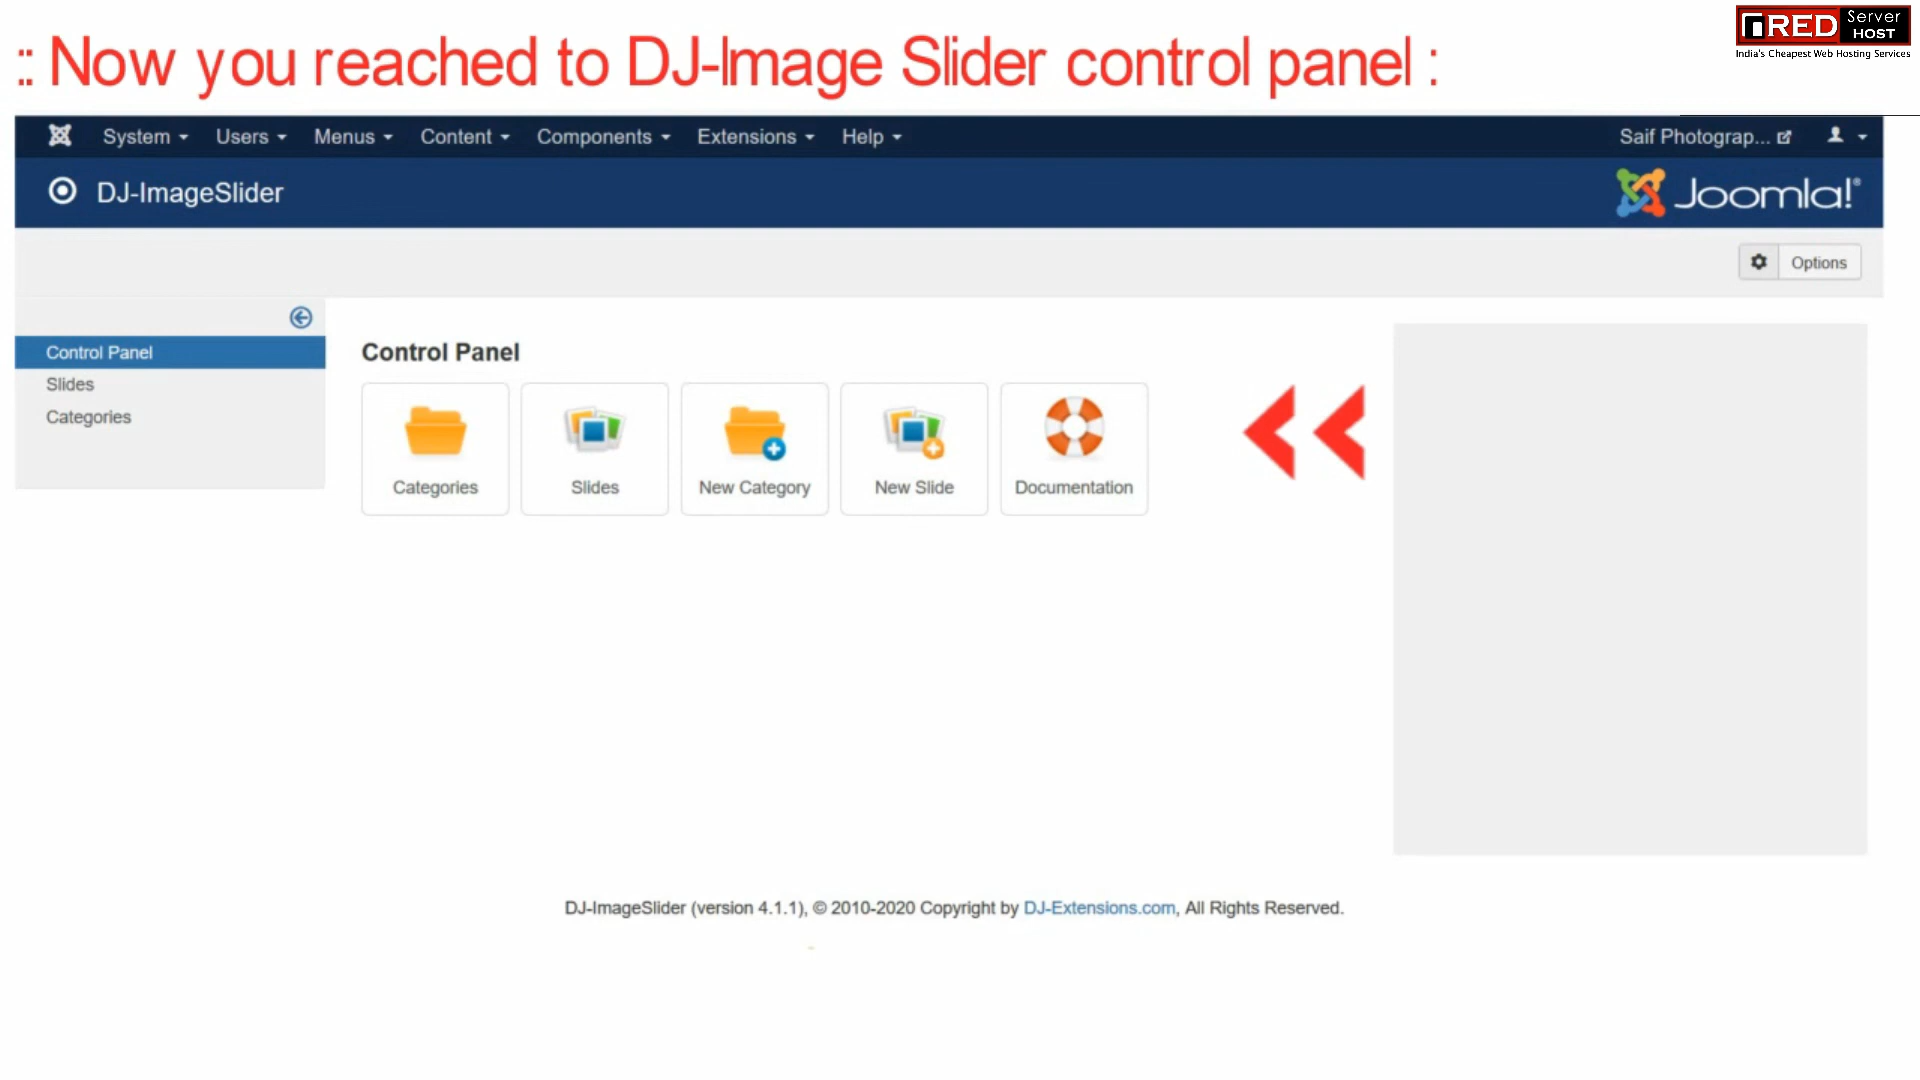 :: Now you reached to DJ-Image Slider control panel :
RED Server HOST
India's Cheapest Web Hosting Services
System Users Menus Content Components Extensions Help Saif Photograp...
DJ-ImageSlider
Joomla!®
Options
Control Panel
Slides
Categories
Control Panel
Categories Slides New Category New Slide Documentation
DJ-ImageSlider (version 4.1.1), © 2010-2020 Copyright by DJ-Extensions.com, All Rights Reserved.